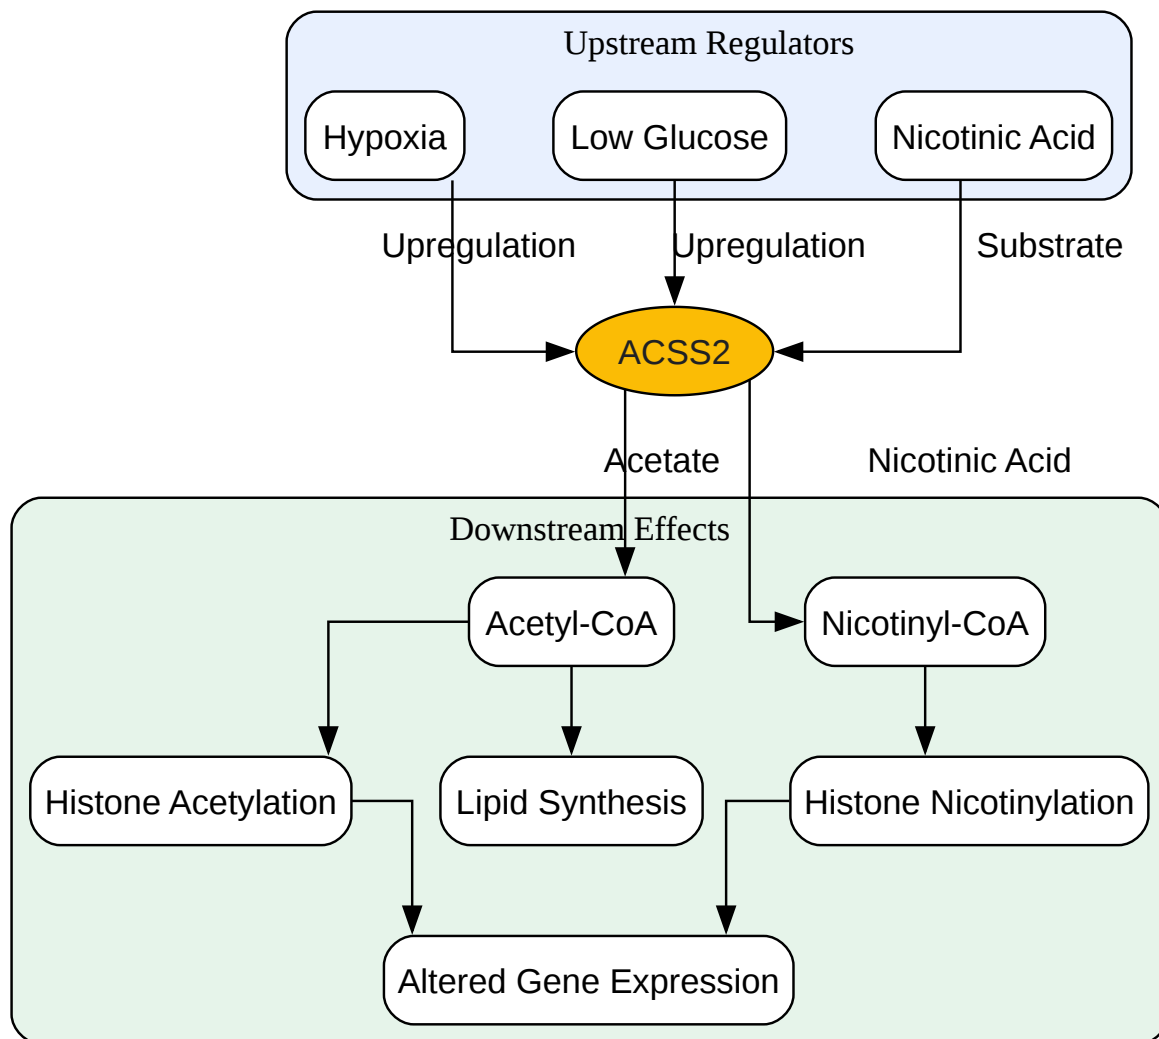 Upstream Regulators
Hypoxia
Low Glucose
Nicotinic Acid
Upregulation
Upregulation
Substrate
ACSS2
Acetate
Nicotinic Acid
Downstream Effects
Acetyl-CoA
Nicotinyl-CoA
Histone Acetylation
Lipid Synthesis
Histone Nicotinylation
Altered Gene Expression